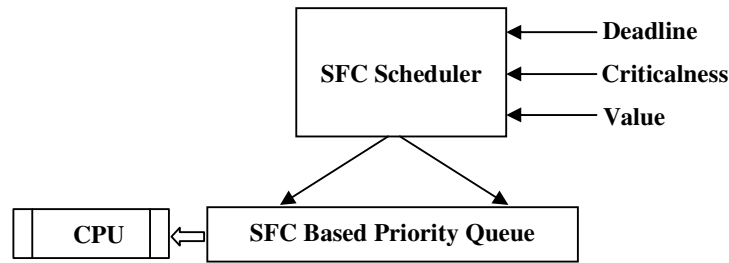 Deadline
SFC Scheduler
Criticalness
Value
CPU
SFC Based Priority Queue